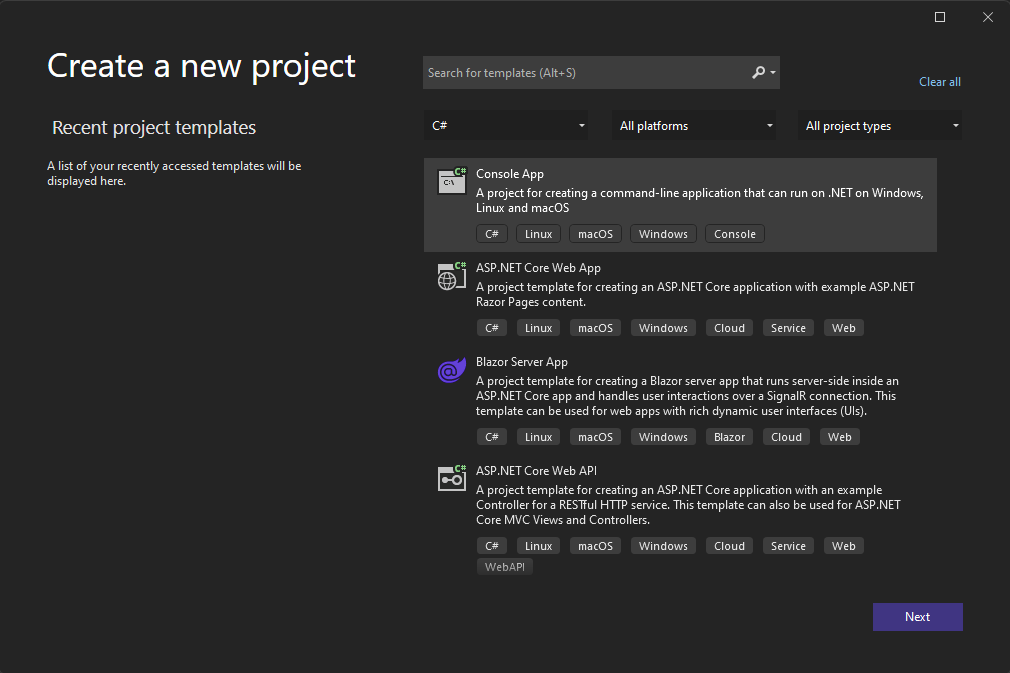 Create a new project
Recent project templates
A list of your recently accessed templates will be
displayed here.
Search for templates (Alt+S)
Clear all
C#
All platforms
All project types
C#
C:\
Console App
A project for creating a command-line application that can run on .NET on Windows,
Linux and macOS
C# Linux macOS Windows Console
C#
ASP.NET Core Web App
A project template for creating an ASP.NET Core application with example ASP.NET
Razor Pages content.
C# Linux macOS Windows Cloud Service Web
@
Blazor Server App
A project template for creating a Blazor server app that runs server-side inside an
ASP.NET Core app and handles user interactions over a SignalR connection. This
template can be used for web apps with rich dynamic user interfaces (UIs).
C# Linux macOS Windows Blazor Cloud Web
C#
ASP.NET Core Web API
A project template for creating an ASP.NET Core application with an example
Controller for a RESTful HTTP service. This template can also be used for ASP.NET
Core MVC Views and Controllers.
C# Linux macOS Windows Cloud Service Web
WebAPI
Next